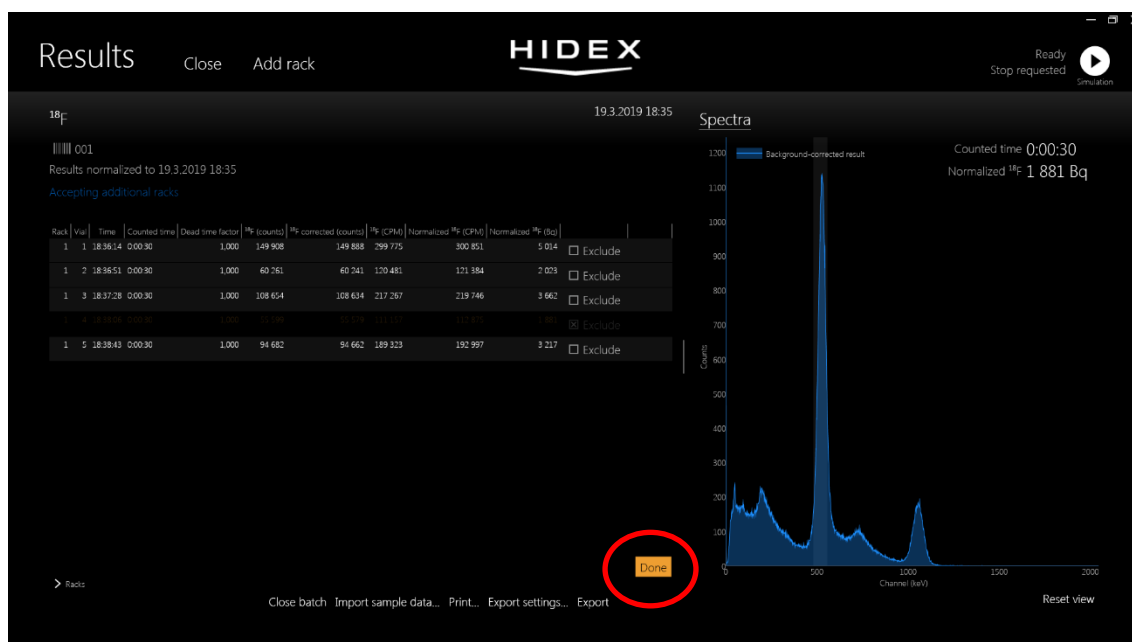 Results Close Add rack HIDEX Ready
Stop requested
Simulation
¹⁸F 19.3.2019 18:35
001
Results normalized to 19.3.2019 18:35
Accepting additional racks
Rack Vial Time Counted time Dead time factor ¹⁸F (counts) ¹⁸F corrected (counts) ¹⁸F (CPM) Normalized ¹⁸F (CPM) Normalized ¹⁸F (Bq)
1 1 18:36:14 0:00:30 1,000 149 908 149 888 299 775 300 851 5 014 Exclude
1 2 18:36:51 0:00:30 1,000 60 261 60 241 120 481 121 384 2 023 Exclude
1 3 18:37:28 0:00:30 1,000 108 654 108 634 217 267 219 746 3 662 Exclude
1 4 0:00:30 1,000 1 881 Exclude
1 5 18:38:43 0:00:30 1,000 94 682 94 662 189 323 192 997 3 217 Exclude
Done
Racks
Close batch Import sample data... Print... Export settings... Export
Spectra
Counted time 0:00:30
Normalized ¹⁸F 1 881 Bq
Background-corrected result
1200
1100
1000
900
800
700
600
500
400
300
200
100
0
Counts
0 500 1000 1500 2000
Channel (keV)
Reset view